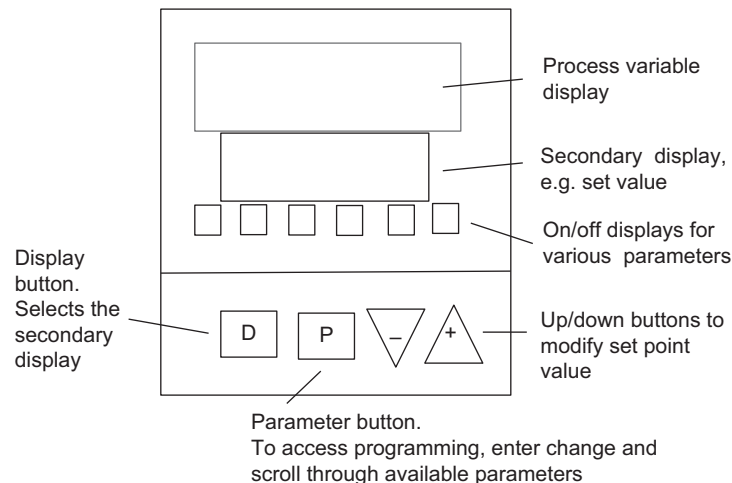 Process variable
display
Secondary display,
e.g. set value
On/off displays for
various parameters
Display
button.
Selects the
secondary
display
D
P
–
+
Up/down buttons to
modify set point
value
Parameter button.
To access programming, enter change and
scroll through available parameters